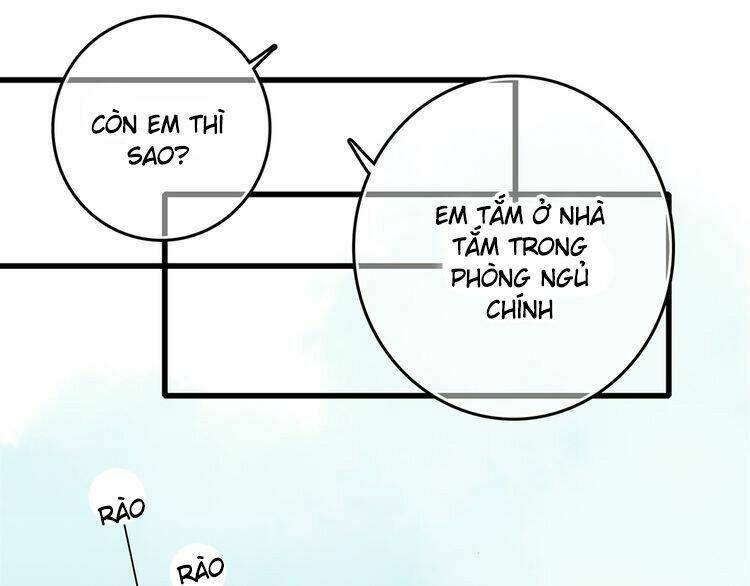 CÒN EM THÌ
SAO?
EM TẮM Ở NHÀ
TẮM TRONG
PHÒNG NGỦ
CHÍNH
RÀO
RÀO